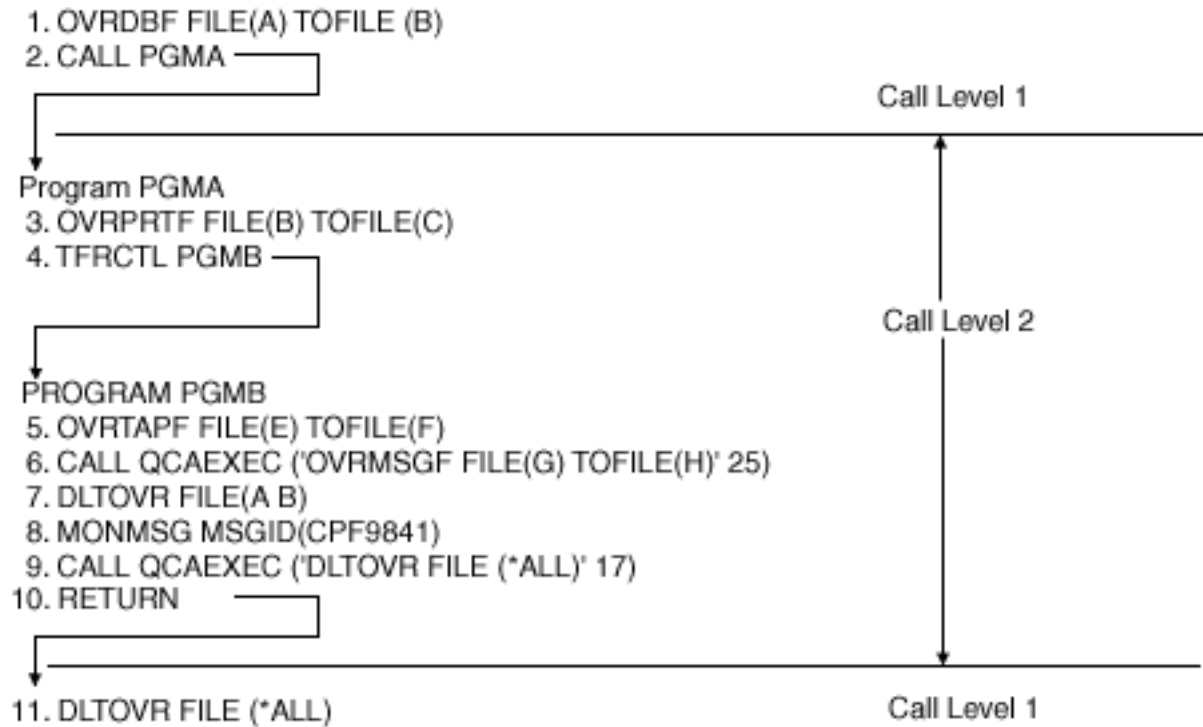 1. OVRDBF FILE(A) TOFILE (B)
2. CALL PGMA
Call Level 1
Program PGMA
3. OVRPRTF FILE(B) TOFILE(C)
4. TFRCTL PGMB
Call Level 2
PROGRAM PGMB
5. OVRTAPF FILE(E) TOFILE(F)
6. CALL QCAEXEC ('OVRMSGF FILE(G) TOFILE(H)' 25)
7. DLTOVR FILE(A B)
8. MONMSG MSGID(CPF9841)
9. CALL QCAEXEC ('DLTOVR FILE (*ALL)' 17)
10. RETURN
11. DLTOVR FILE (*ALL)
Call Level 1